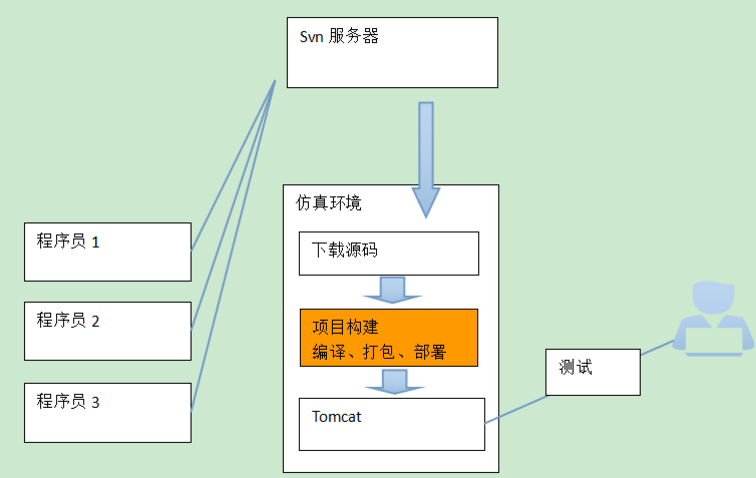 Svn 服务器
仿真环境
下载源码
程序员 1
程序员 2
程序员 3
项目构建
编译、打包、部署
Tomcat
测试